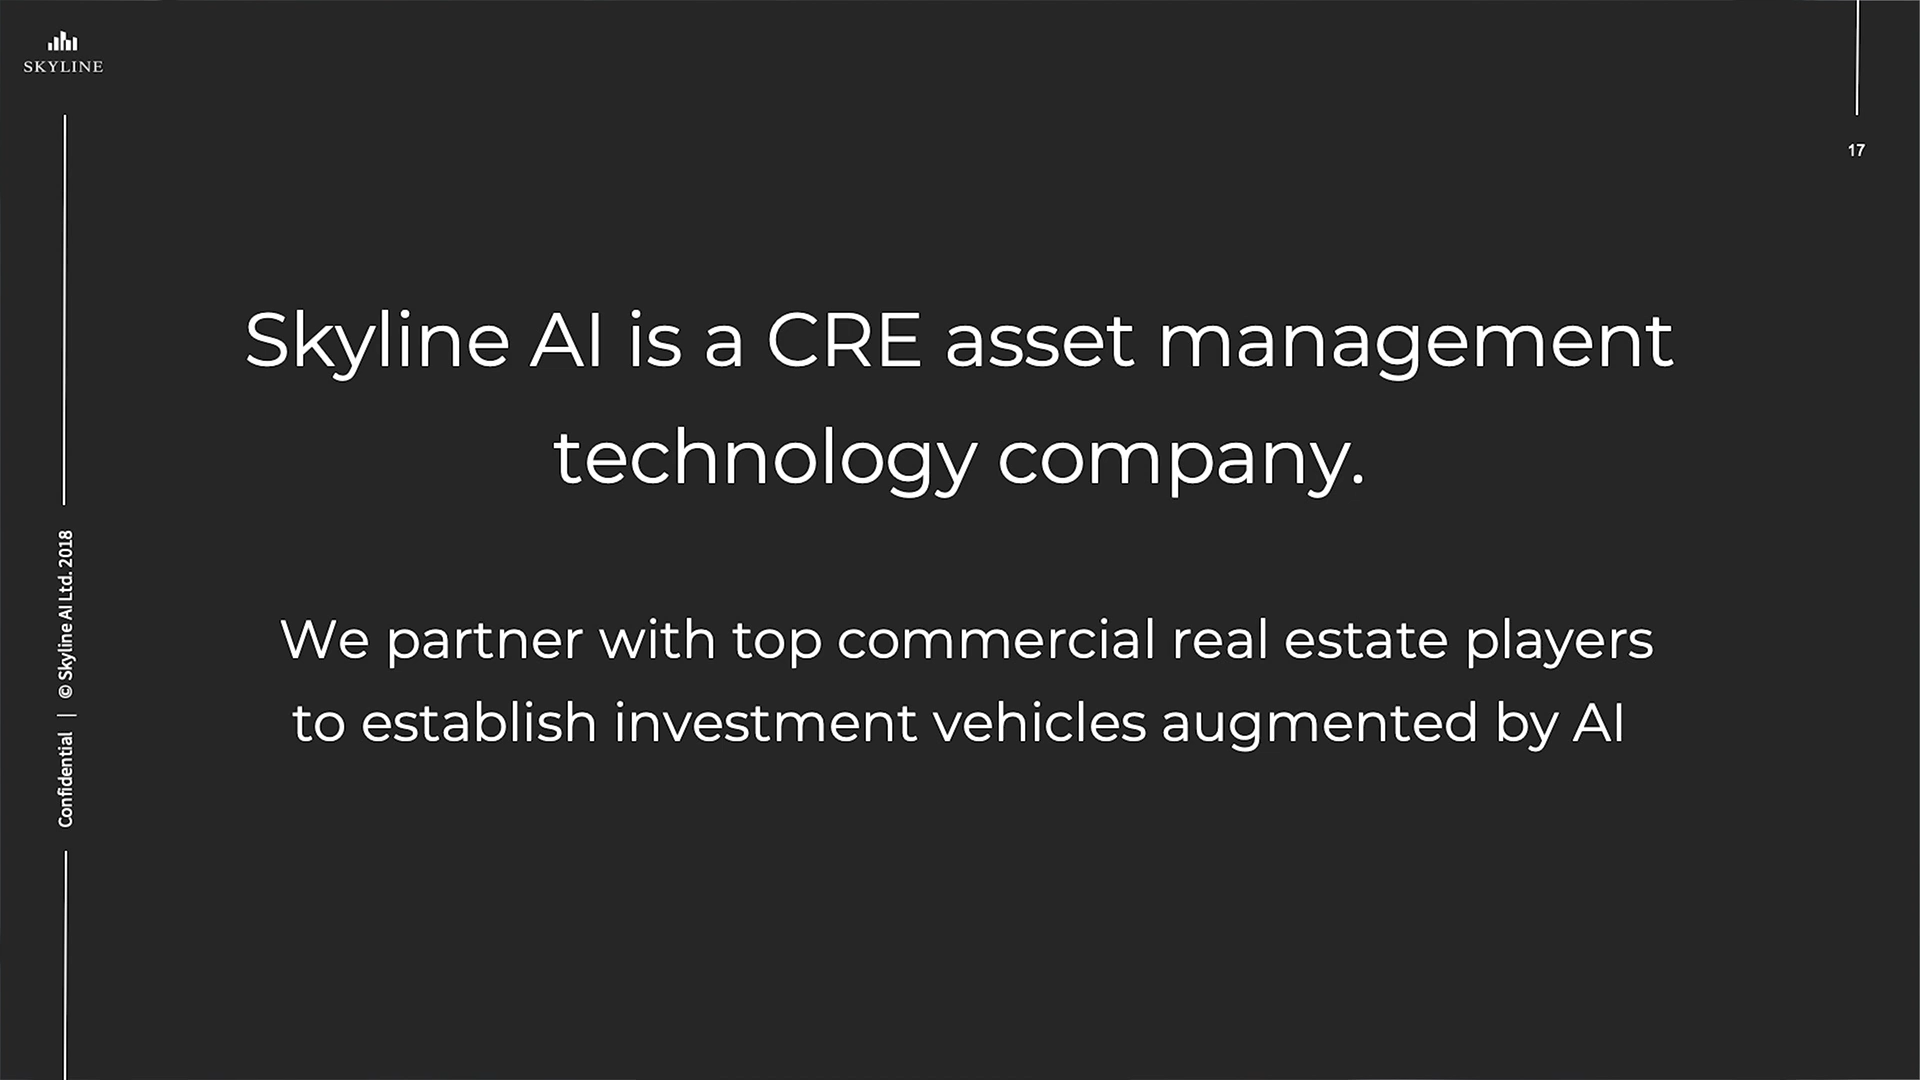 SKYLINE
17
Skyline AI is a CRE asset management
technology company.
We partner with top commercial real estate players
to establish investment vehicles augmented by AI
Confidential | © Skyline AI Ltd. 2018